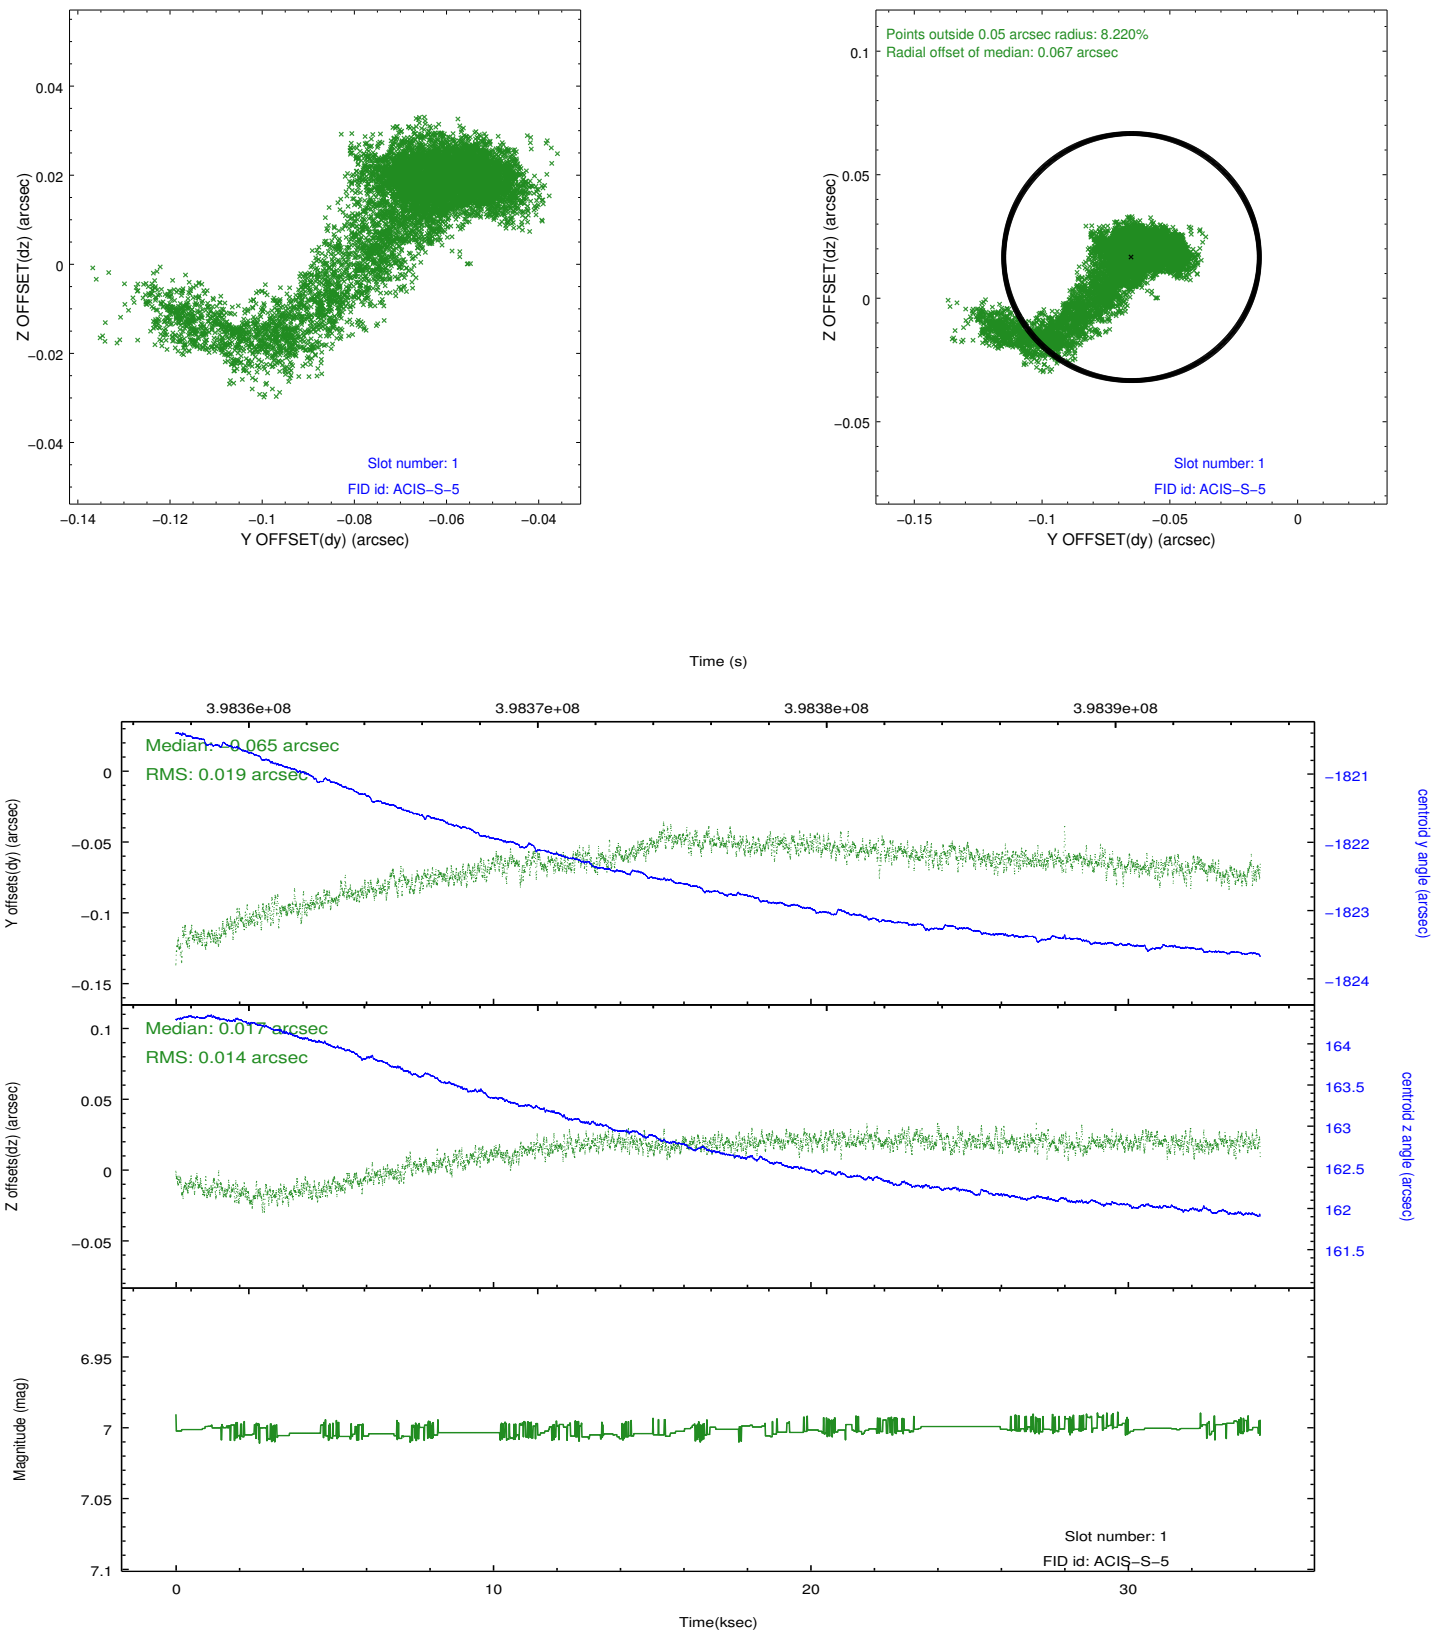 0.04
0.02
0
−0.02
−0.04
Z OFFSET(dz) (arcsec)
Slot number: 1
FID id: ACIS−S−5
−0.14 −0.12 −0.1 −0.08 −0.06 −0.04
Y OFFSET(dy) (arcsec)
Points outside 0.05 arcsec radius: 8.220%
Radial offset of median: 0.067 arcsec
0.1
0.05
0
−0.05
Z OFFSET(dz) (arcsec)
Slot number: 1
FID id: ACIS−S−5
−0.15 −0.1 −0.05 0
Y OFFSET(dy) (arcsec)
Time (s)
3.9836e+08 3.9837e+08 3.9838e+08 3.9839e+08
Median: −0.065 arcsec
RMS: 0.019 arcsec
0
−0.05
−0.1
−0.15
Y offsets(dy) (arcsec)
−1821
−1822
−1823
−1824
centroid y angle (arcsec)
Median: 0.017 arcsec
RMS: 0.014 arcsec
0.1
0.05
0
−0.05
Z offsets(dz) (arcsec)
164
163.5
163
162.5
162
161.5
centroid z angle (arcsec)
6.95
7
7.05
7.1
Magnitude (mag)
Slot number: 1
FID id: ACIS−S−5
0 10 20 30
Time(ksec)